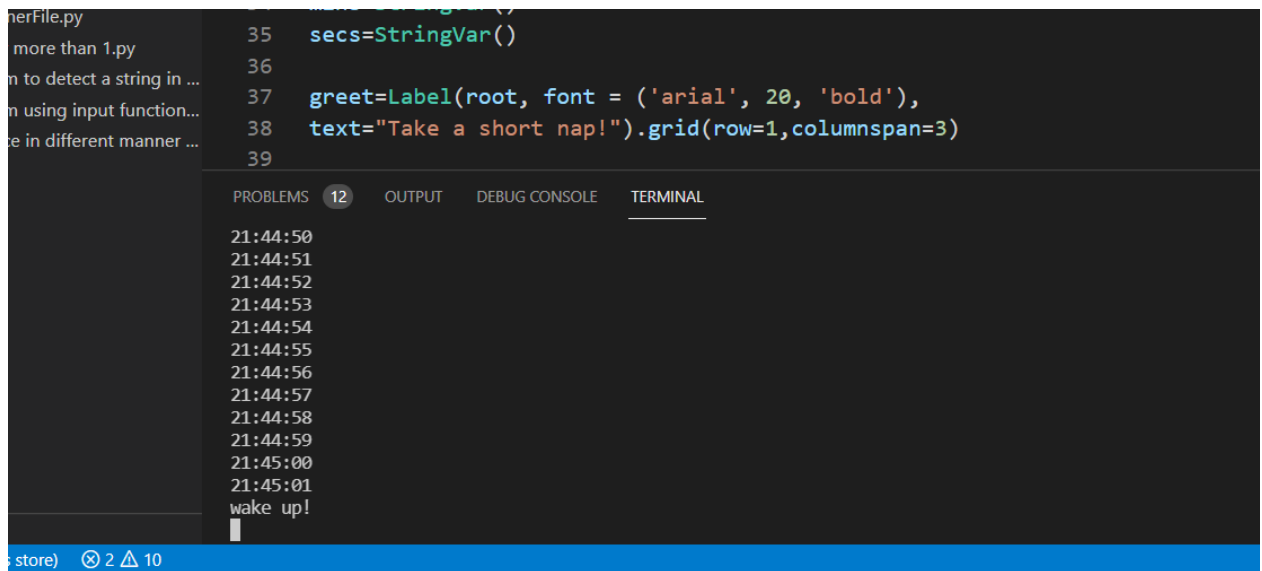 nerFile.py
more than 1.py
m to detect a string in ...
m using input function...
ce in different manner ...
35 secs=StringVar()
36
37 greet=Label(root, font = ('arial', 20, 'bold'),
38 text="Take a short nap!").grid(row=1,columnspan=3)
39
PROBLEMS 12 OUTPUT DEBUG CONSOLE TERMINAL
21:44:50
21:44:51
21:44:52
21:44:53
21:44:54
21:44:55
21:44:56
21:44:57
21:44:58
21:44:59
21:45:00
21:45:01
wake up!
s store) 2 10